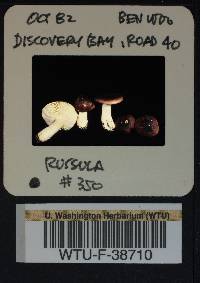 OCT 82 BEN WOO
DISCOVERY BAY, ROAD 40
RUSSULA
#350
U. Washington Herbarium (WTU)
WTU-F-38710